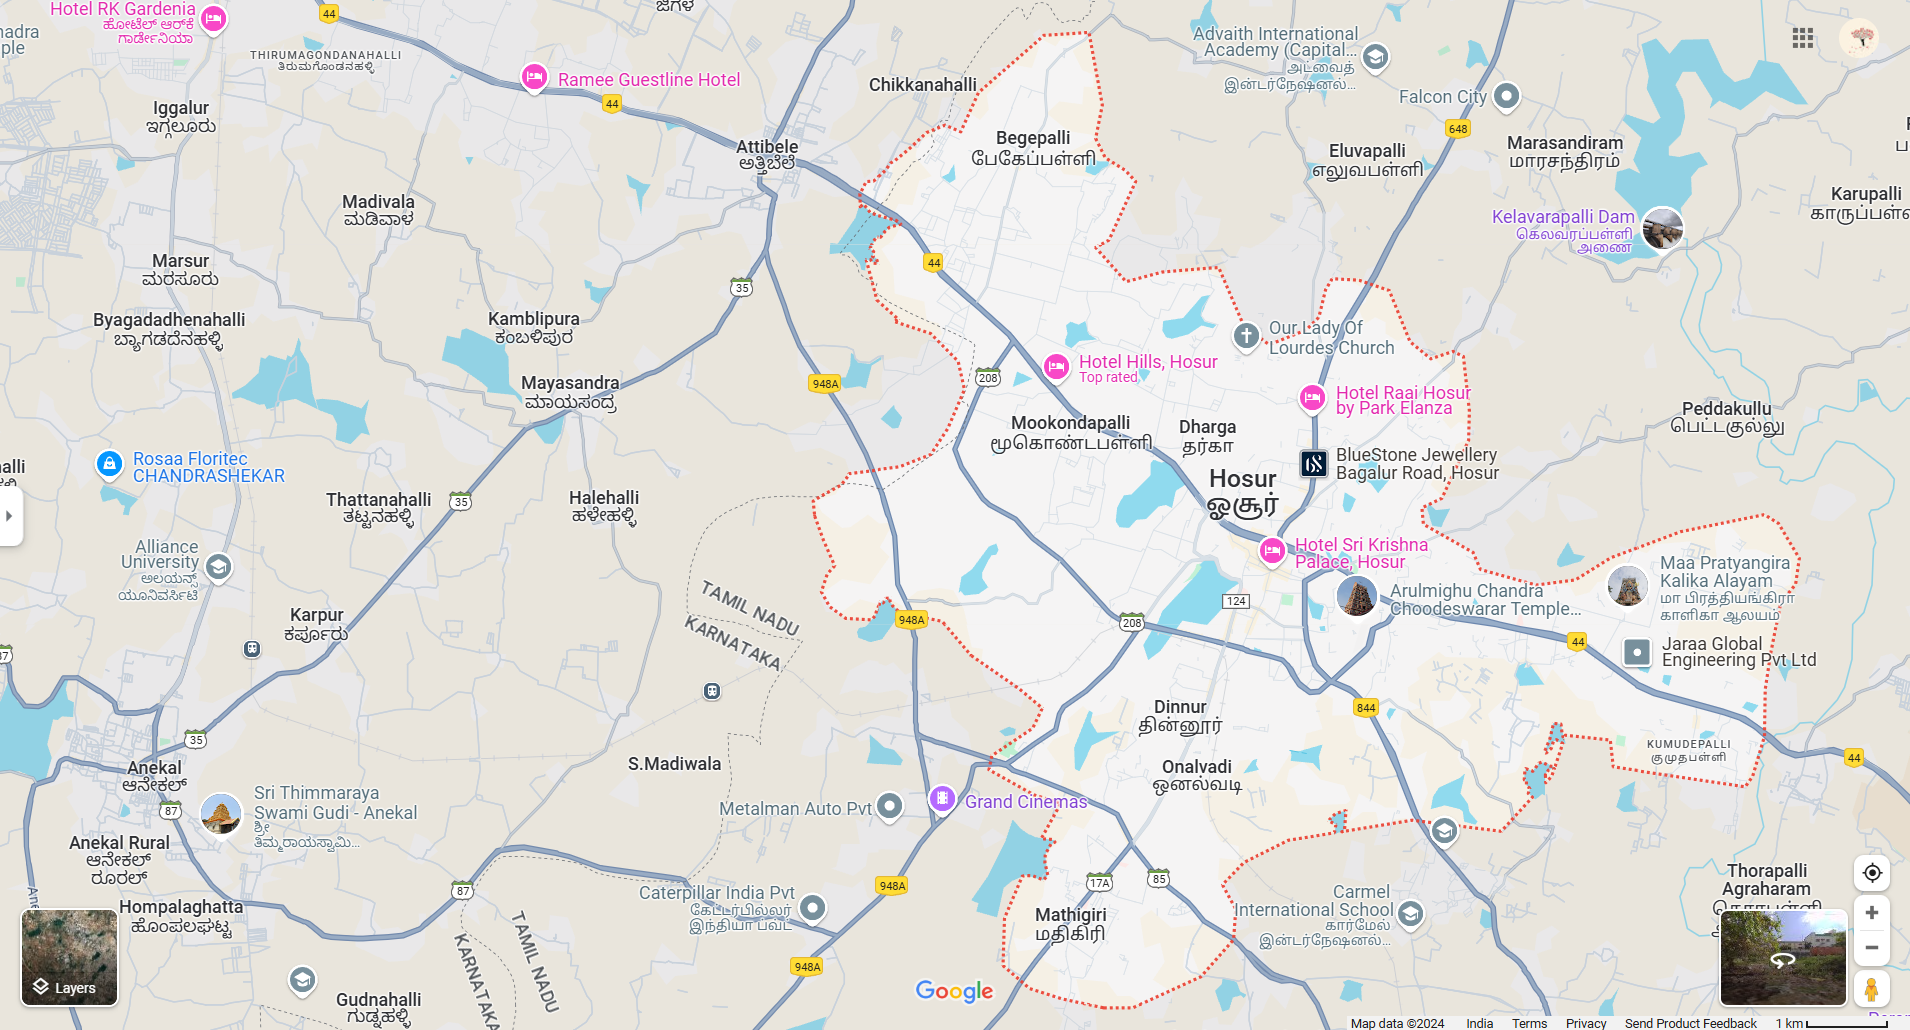 Hotel RK Gardenia
ಹೋಟೆಲ್ ಆರ್‌ಕೆ
ಗಾರ್ಡೇನಿಯಾ
44
THIRUMAGONDANAHALLI
ತಿರುಮಗೊಂಡನಹಳ್ಳಿ
Ramee Guestline Hotel
44
Iggalur
ಇಗ್ಗಲೂರು
Chikkanahalli
Advaith International
Academy (Capital...
அட்வைத்
இன்டர்நேஷனல்...
Falcon City
648
Begepalli
பேகேப்பள்ளி
Attibele
ಅತ್ತಿಬೆಲೆ
Eluvapalli
எலுவபள்ளி
Marasandiram
மாரசந்திரம்
Karupalli
Madivala
ಮಡಿವಾಳ
Kelavarapalli Dam
கெலவரப்பள்ளி
அணை
Marsur
ಮರಸೂರು
44
35
Byagadadhenahalli
ಬ್ಯಾಗಡದೆನಹಳ್ಳಿ
Kamblipura
ಕಂಬಳಿಪುರ
Our Lady Of
Lourdes Church
Mayasandra
ಮಾಯಸಂದ್ರ
948A
208
Hotel Hills, Hosur
Top rated
Hotel Raai Hosur
by Park Elanza
Mookondapalli
மூகொண்டபள்ளி
Dharga
தர்கா
Peddakullu
பெட்டகுல்லு
Rosaa Floritec
CHANDRASHEKAR
BlueStone Jewellery
Bagalur Road, Hosur
Hosur
ஓசூர்
Thattanahalli
ತಟ್ಟನಹಳ್ಳಿ
35
Halehalli
ಹಳೇಹಳ್ಳಿ
Alliance
University
ಅಲಯನ್ಸ್
ಯೂನಿವರ್ಸಿಟಿ
Hotel Sri Krishna
Palace, Hosur
Maa Pratyangira
Kalika Alayam
மா பிரத்தியங்கிரா
காளிகா ஆலயம்
Arulmighu Chandra
Choodeswarar Temple...
TAMIL NADU
KARNATAKA
948A
208
124
44
Karpur
ಕರ್ಪೂರು
Jaraa Global
Engineering Pvt Ltd
Dinnur
தின்னூர்
844
35
KUMUDEPALLI
குமுதபள்ளி
44
Anekal
ಆನೇಕಲ್
S.Madiwala
Onalvadi
ஒனல்வடி
Sri Thimmaraya
Swami Gudi - Anekal
ಶ್ರೀ
ತಿಮ್ಮರಾಯಸ್ವಾಮಿ...
87
Metalman Auto Pvt
Grand Cinemas
Anekal Rural
ಆನೇಕಲ್
ರೂರಲ್
87
948A
17A
85
Thorapalli
Agraharam
Caterpillar India Pvt
கேட்டர்பில்லர்
இந்தியா பவட்
Carmel
International School
கார்மேல்
இன்டர்நேஷனல்...
Hompalaghatta
ಹೊಂಪಲಘಟ್ಟ
Mathigiri
மதிகிரி
TAMIL NADU
KARNATAKA
948A
Layers
Gudnahalli
ಗುಡ್ನಹಳ್ಳಿ
Google
Map data ©2024 India Terms Privacy Send Product Feedback 1 km